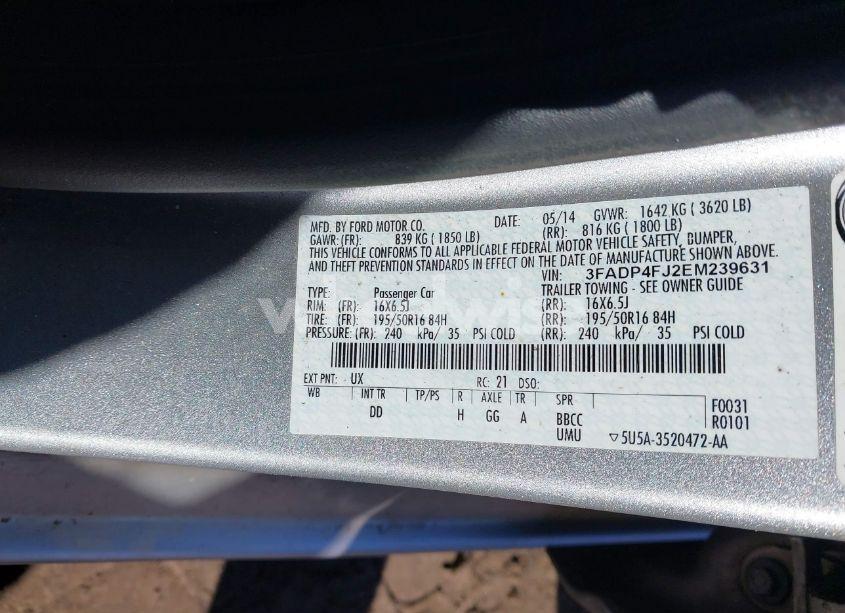 MFD. BY FORD MOTOR CO. DATE: 05/14 GVWR: 1642 KG ( 3620 LB)
GAWR: (FR): 839 KG ( 1850 LB) (RR): 816 KG ( 1800 LB)
THIS VEHICLE CONFORMS TO ALL APPLICABLE FEDERAL MOTOR VEHICLE SAFETY, BUMPER,
AND THEFT PREVENTION STANDARDS IN EFFECT ON THE DATE OF MANUFACTURE SHOWN ABOVE.
VIN: 3FADP4FJ2EM239631
TYPE: Passenger Car TRAILER TOWING - SEE OWNER GUIDE
RIM: (FR): 16X6.5J (RR): 16X6.5J
TIRE: (FR): 195/50R16 84H (RR): 195/50R16 84H
PRESSURE: (FR): 240 kPa/ 35 PSI COLD (RR): 240 kPa/ 35 PSI COLD
EXT PNT: UX RC: 21 DSO:
WB INT TR TP/PS R AXLE TR SPR F0031
DD H GG A BBCC R0101
UMU ▽5U5A-3520472-AA